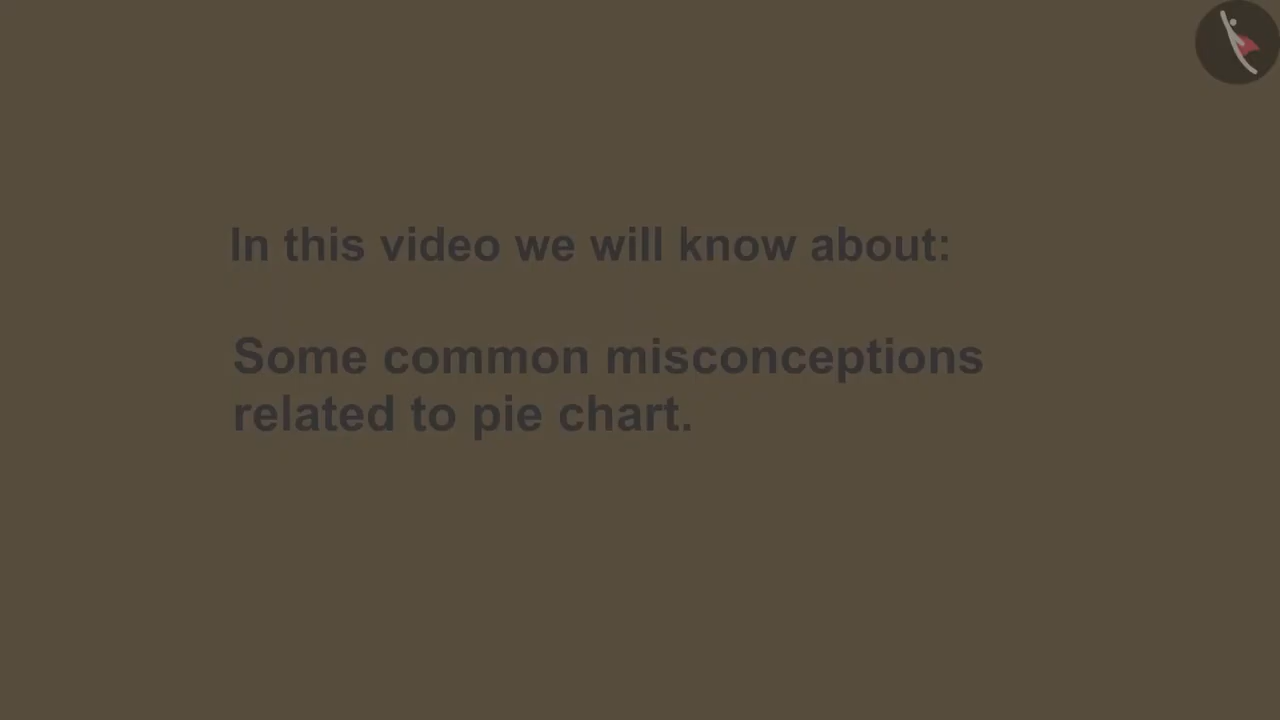 In this video we will know about:
Some common misconceptions
related to pie chart.